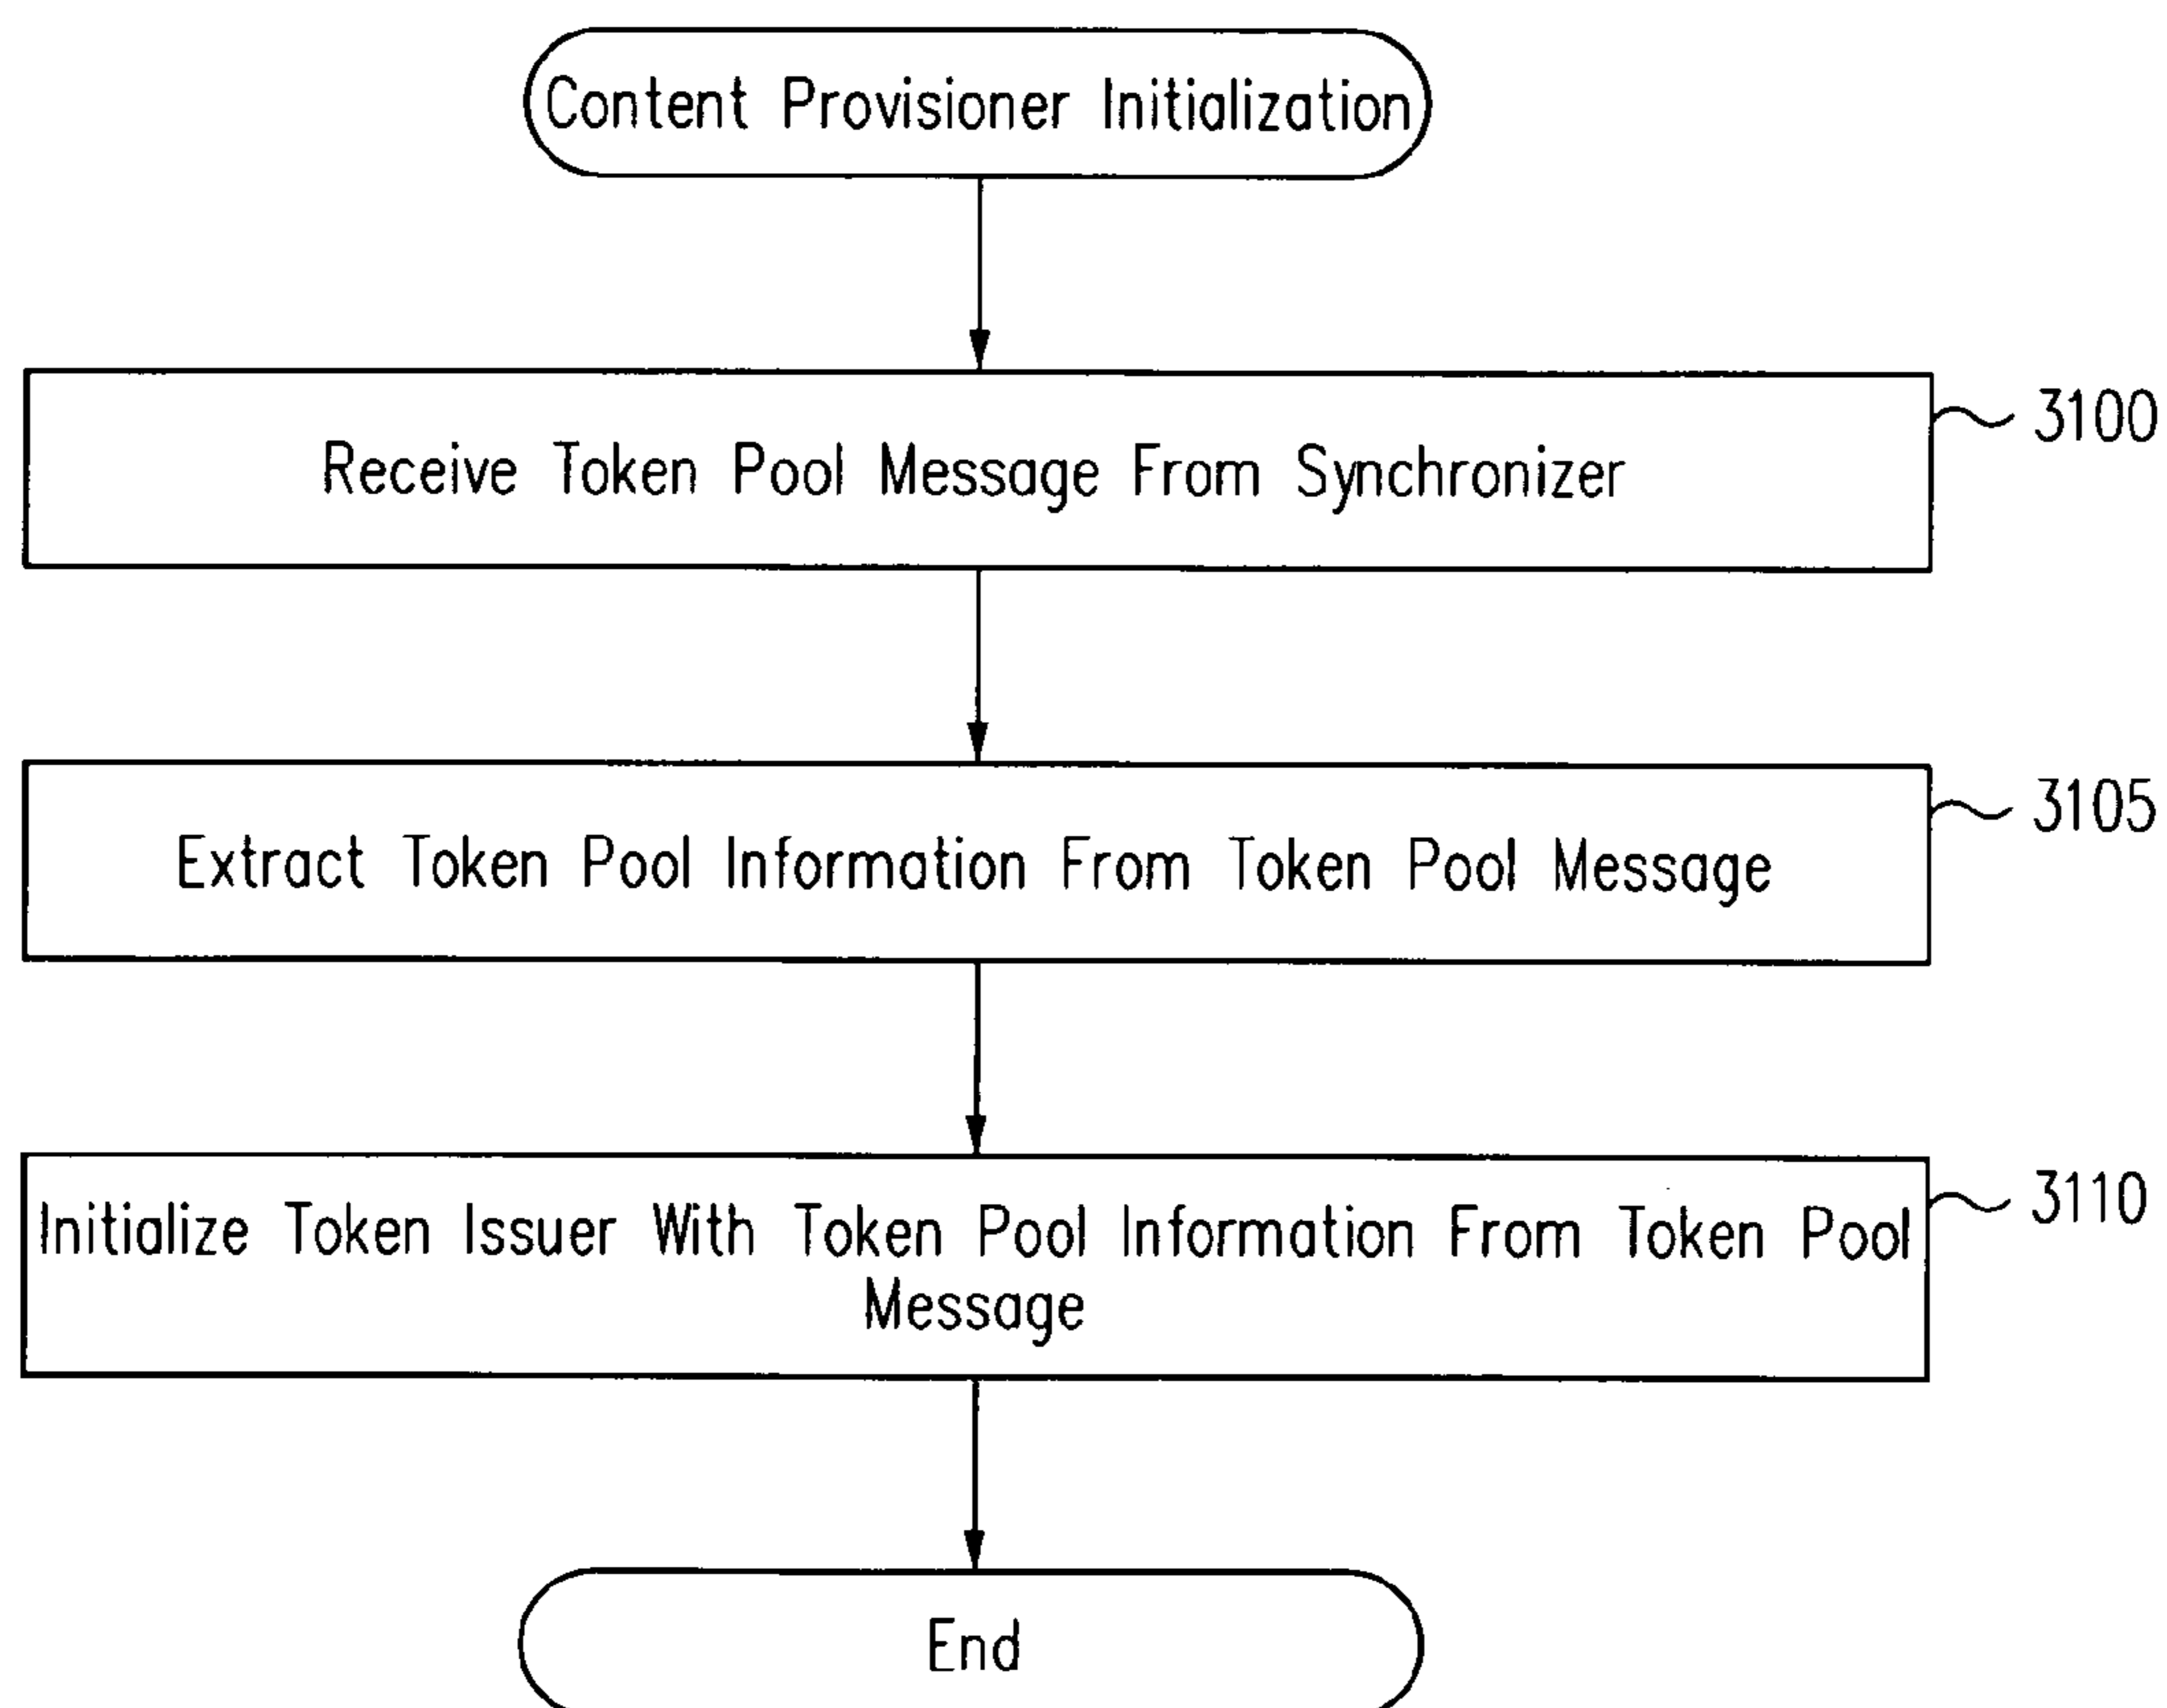 Content Provisioner Initialization
Receive Token Pool Message From Synchronizer
3100
Extract Token Pool Information From Token Pool Message
3105
Initialize Token Issuer With Token Pool Information From Token Pool
Message
3110
End